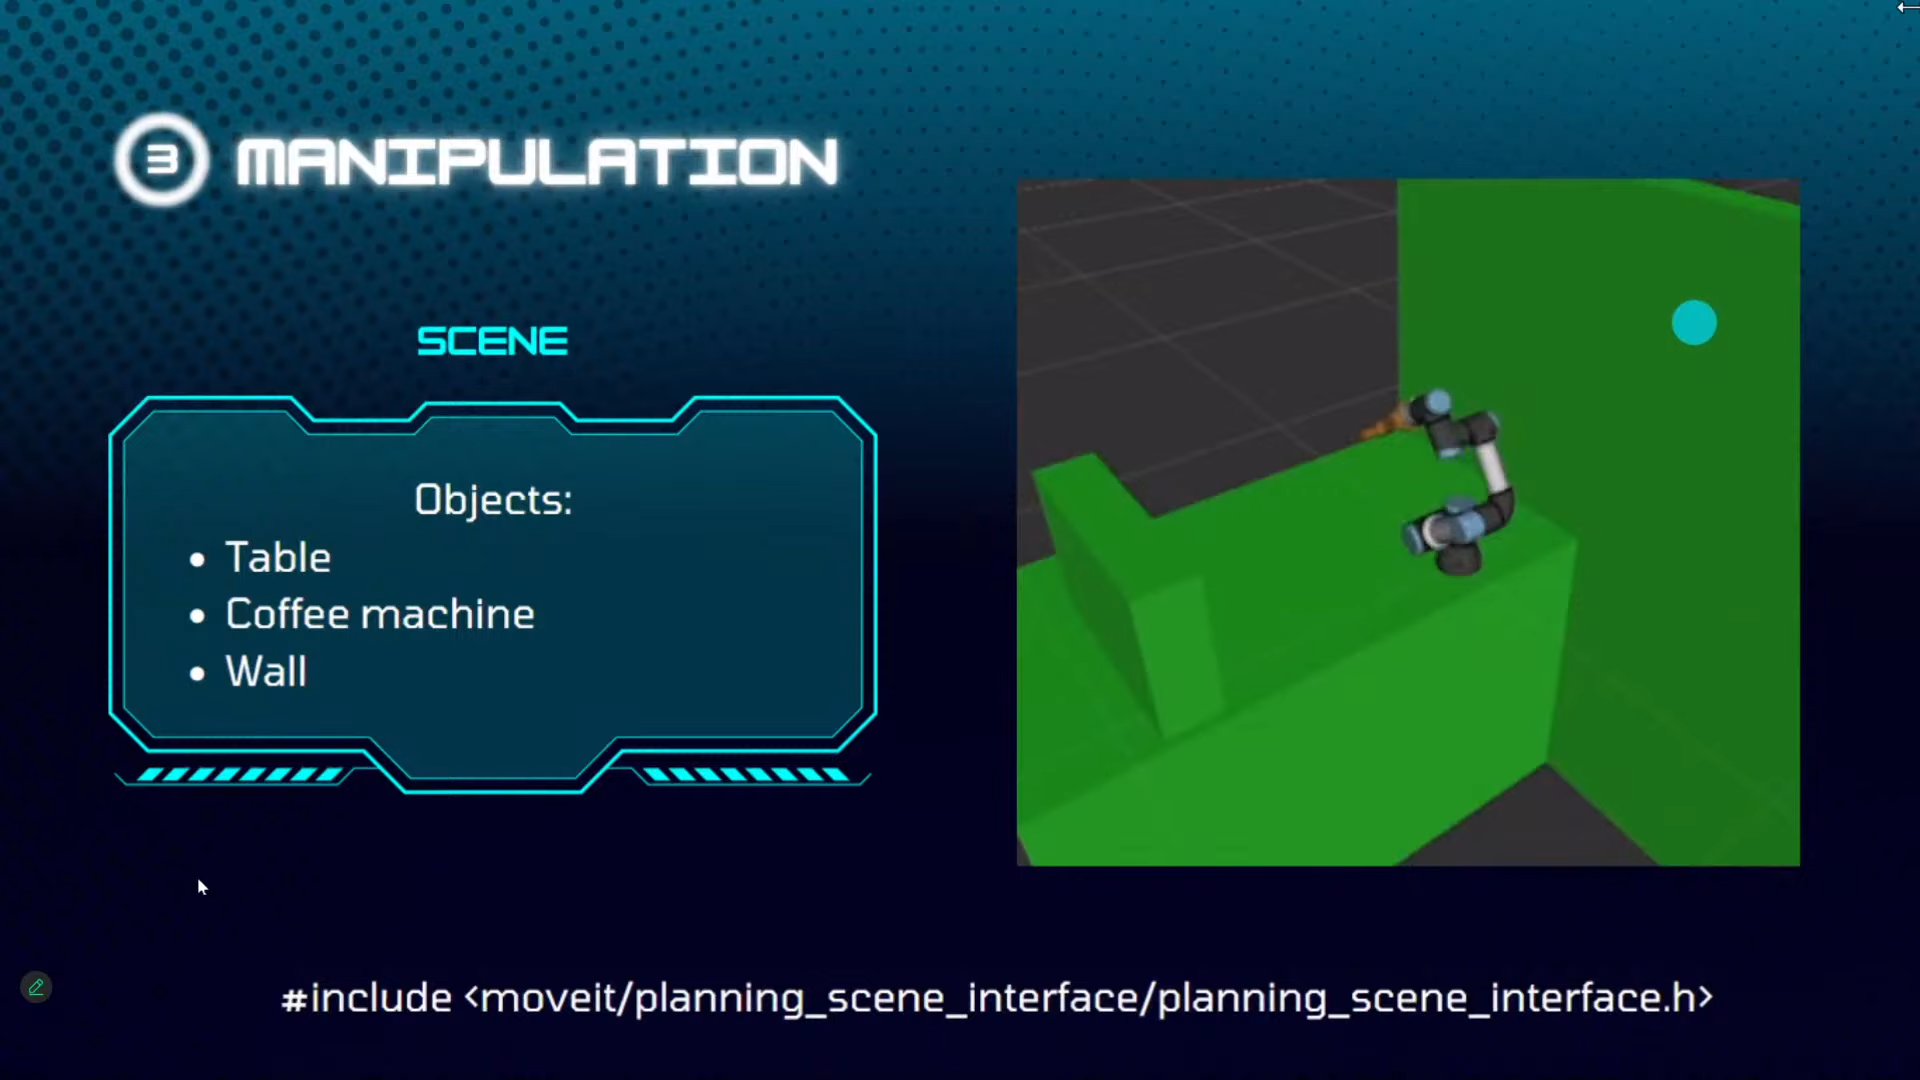 3 MANIPULATION
SCENE
Objects:
• Table
• Coffee machine
• Wall
#include <moveit/planning_scene_interface/planning_scene_interface.h>